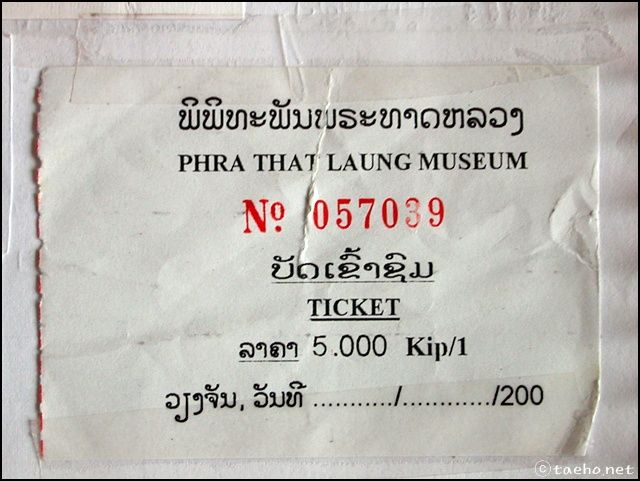 ພິພິທະພັນພຣະທາດຫລວງ
PHRA THAT LAUNG MUSEUM
Nº 057039
ບັດເຂົ້າຊົມ
TICKET
ລາຄາ 5.000 Kip/1
ວຽງຈັນ, ວັນທີ .........../............/200
©taeho.net